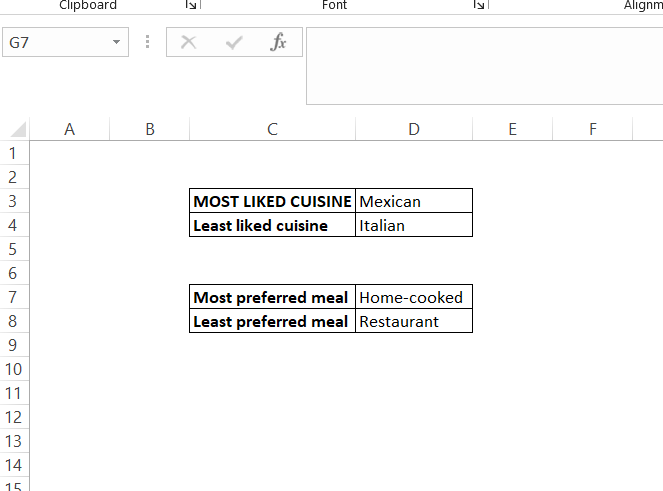 Clipboard Font Alignm
G7 fx
A B C D E F
1
2
3 MOST LIKED CUISINE Mexican
4 Least liked cuisine Italian
5
6
7 Most preferred meal Home-cooked
8 Least preferred meal Restaurant
9
10
11
12
13
14
15